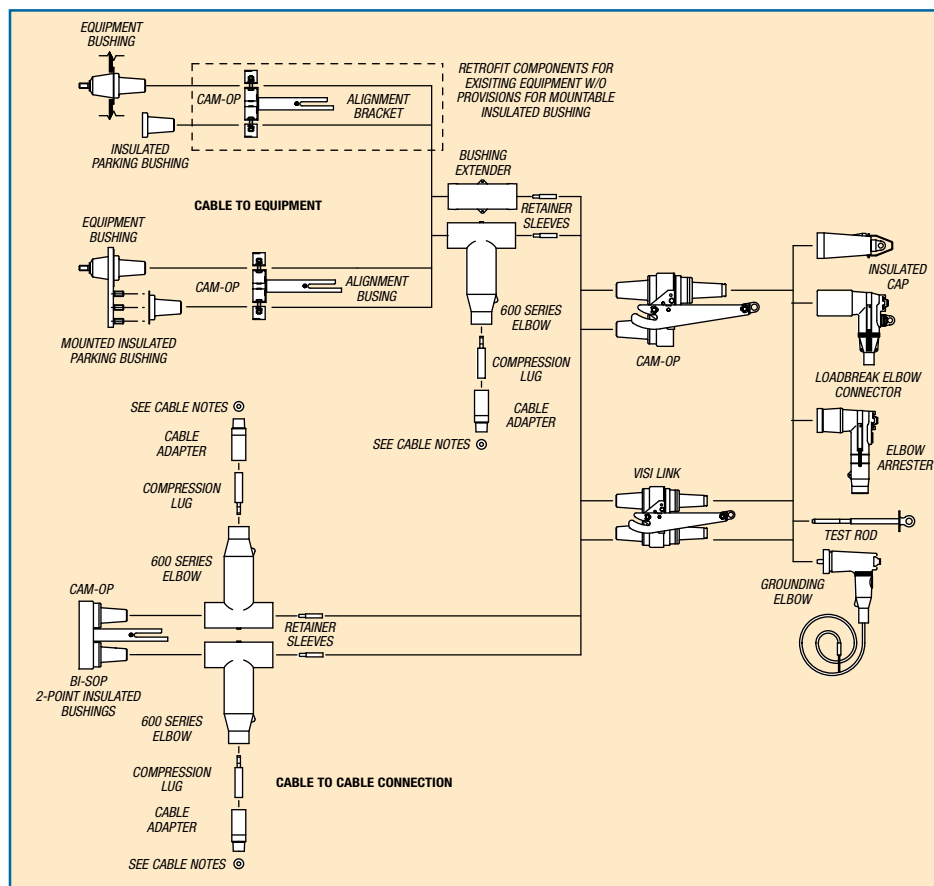 EQUIPMENT
BUSHING
CAM-OP
ALIGNMENT
BRACKET
RETROFIT COMPONENTS FOR
EXISITING EQUIPMENT W/O
PROVISIONS FOR MOUNTABLE
INSULATED BUSHING
INSULATED
PARKING BUSHING
CABLE TO EQUIPMENT
BUSHING
EXTENDER
RETAINER
SLEEVES
EQUIPMENT
BUSHING
CAM-OP
ALIGNMENT
BUSING
MOUNTED INSULATED
PARKING BUSHING
600 SERIES
ELBOW
COMPRESSION
LUG
CABLE
ADAPTER
SEE CABLE NOTES
CAM-OP
INSULATED
CAP
LOADBREAK ELBOW
CONNECTOR
ELBOW
ARRESTER
VISI LINK
TEST ROD
GROUNDING
ELBOW
SEE CABLE NOTES
CABLE
ADAPTER
COMPRESSION
LUG
600 SERIES
ELBOW
CAM-OP
RETAINER
SLEEVES
BI-SOP
2-POINT INSULATED
BUSHINGS
600 SERIES
ELBOW
COMPRESSION
LUG
CABLE TO CABLE CONNECTION
CABLE
ADAPTER
SEE CABLE NOTES